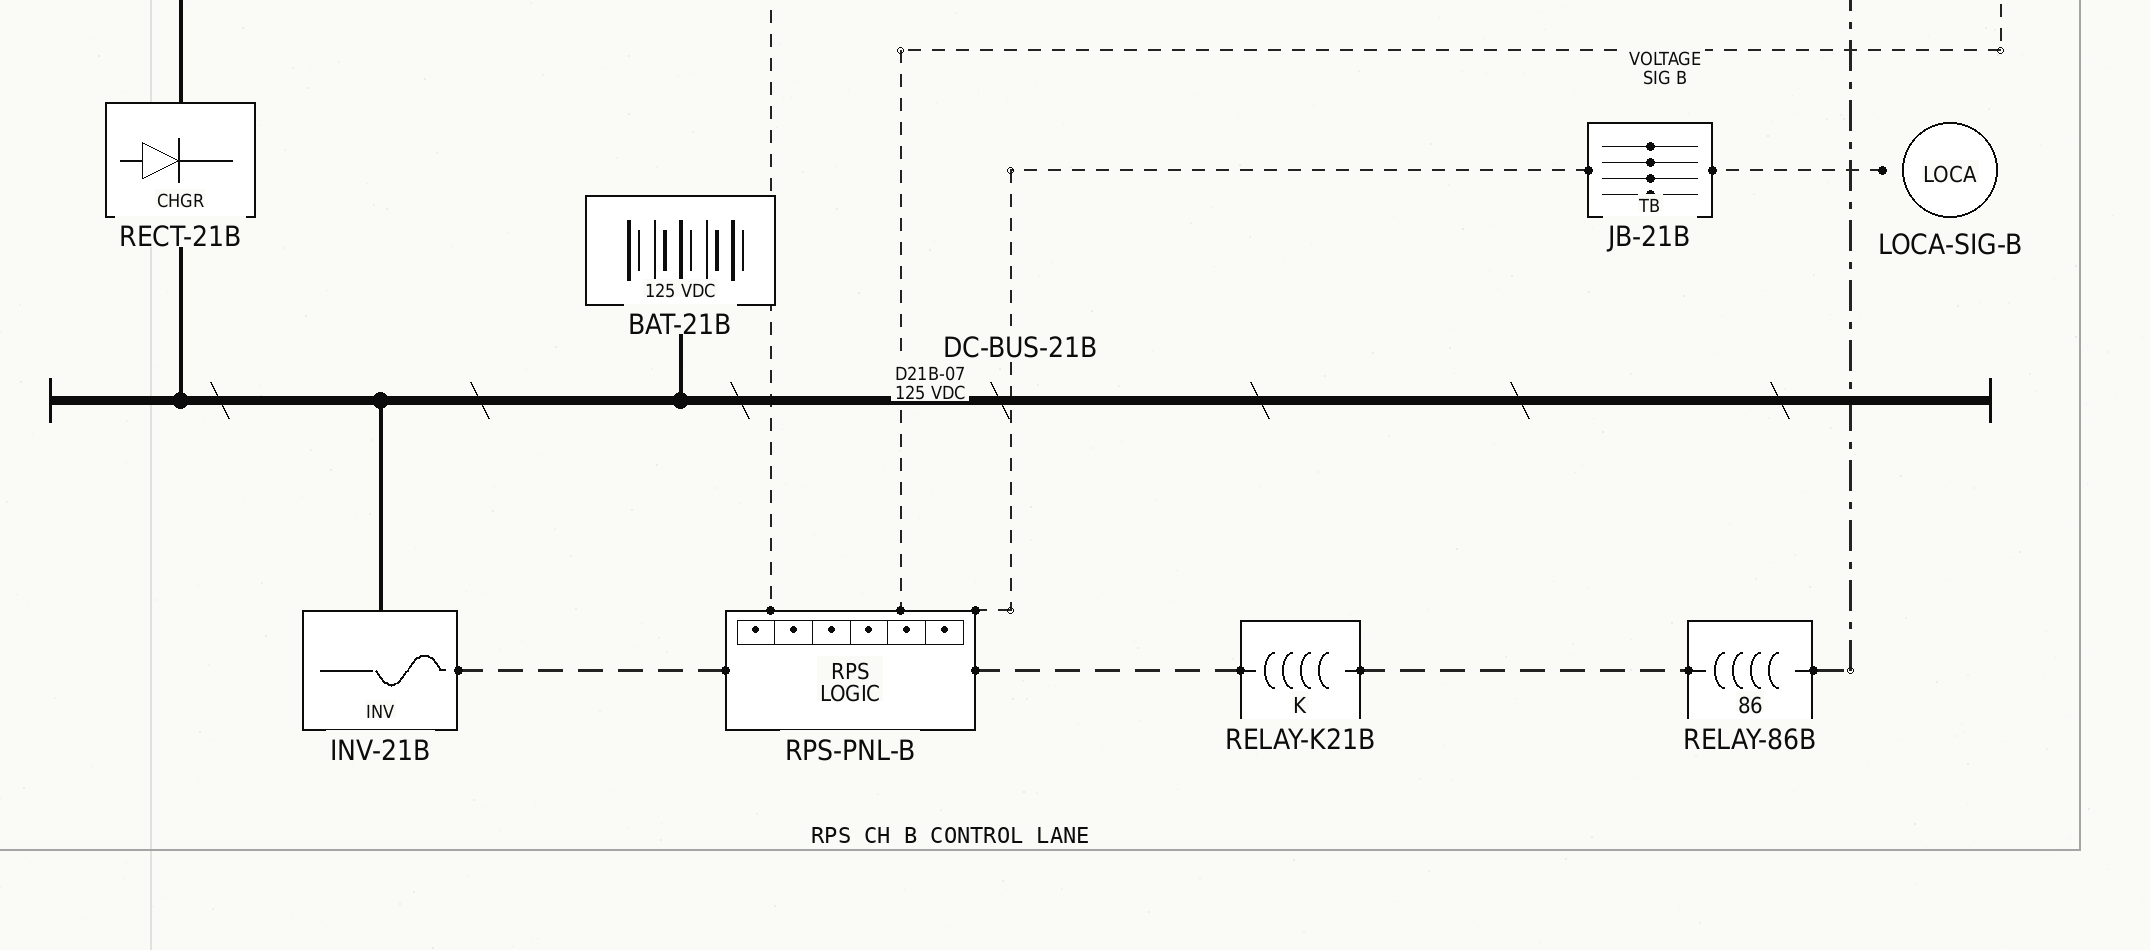 VOLTAGE
SIG B
CHGR
RECT-21B
TB
JB-21B
LOCA
LOCA-SIG-B
125 VDC
BAT-21B
DC-BUS-21B
D21B-07
125 VDC
INV
INV-21B
RPS
LOGIC
RPS-PNL-B
K
RELAY-K21B
86
RELAY-86B
RPS CH B CONTROL LANE